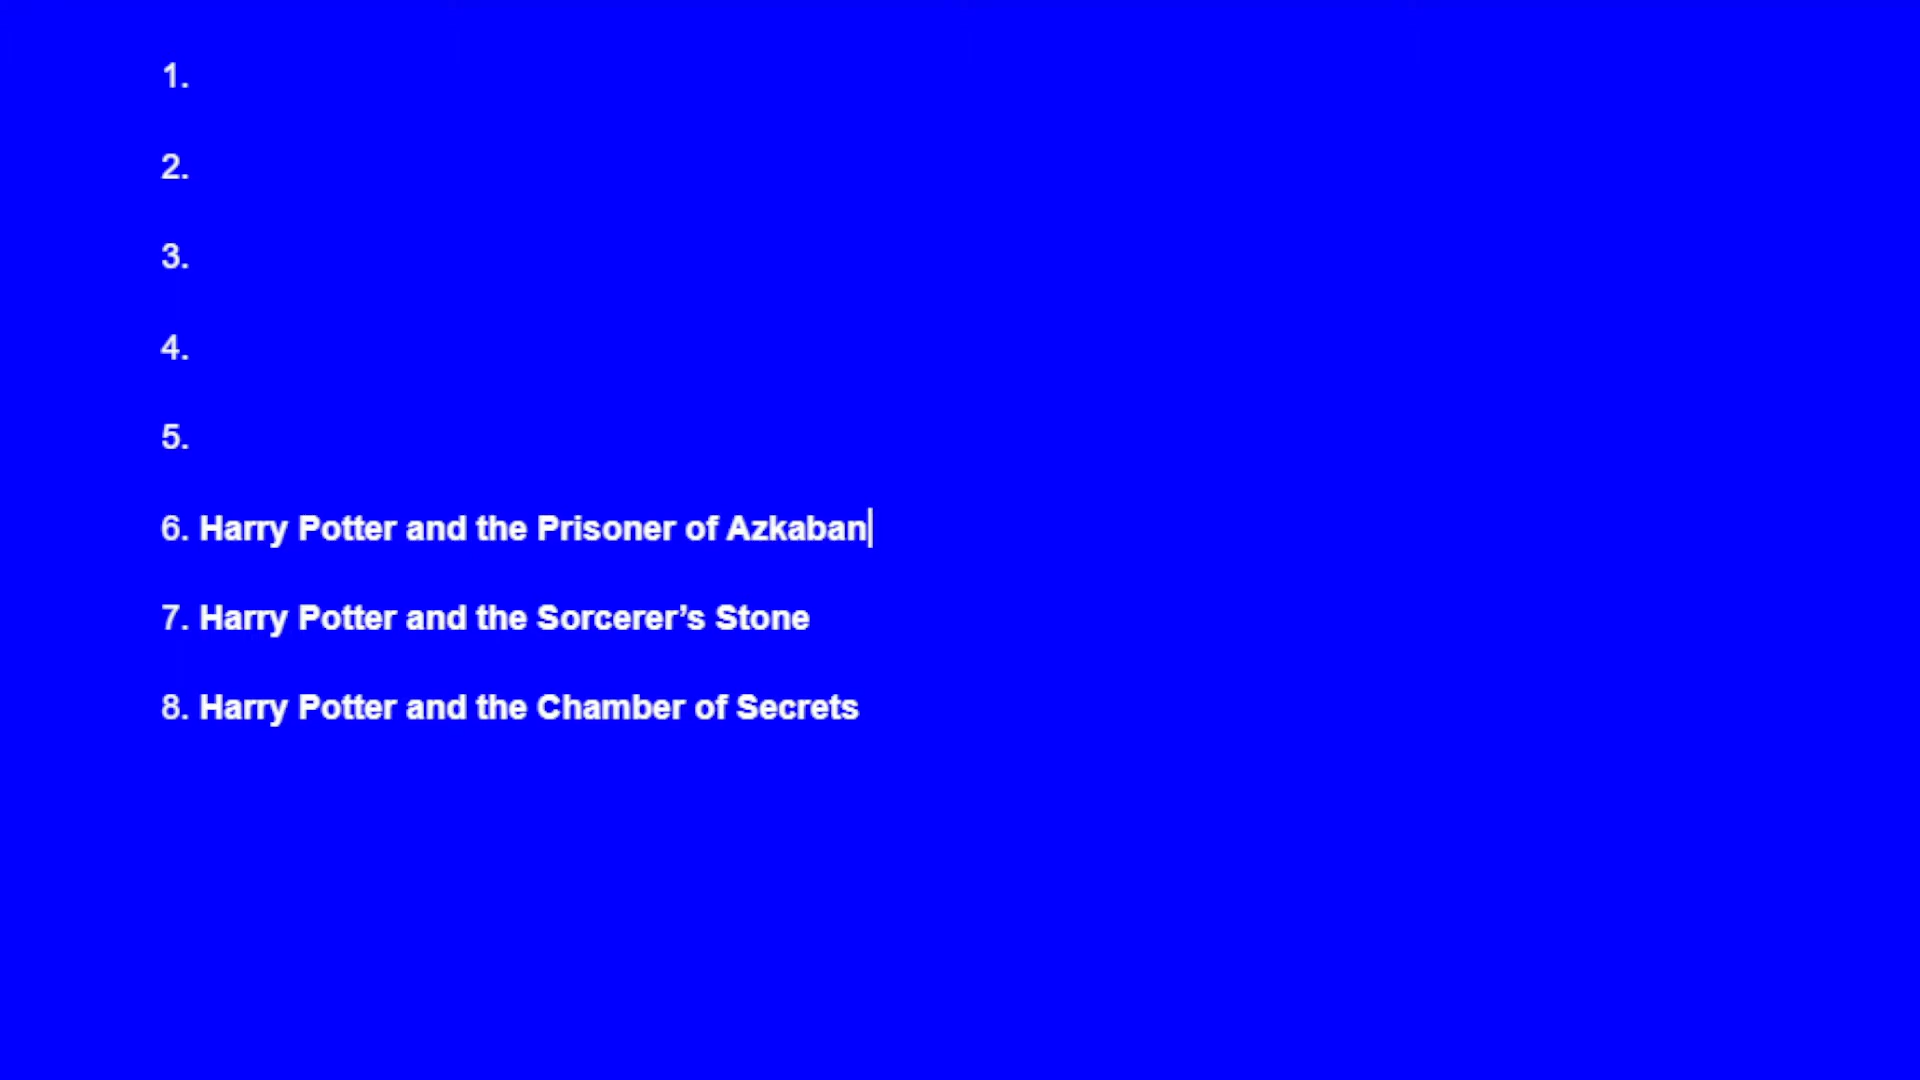 1.
2.
3.
4.
5.
6. Harry Potter and the Prisoner of Azkaban
7. Harry Potter and the Sorcerer’s Stone
8. Harry Potter and the Chamber of Secrets